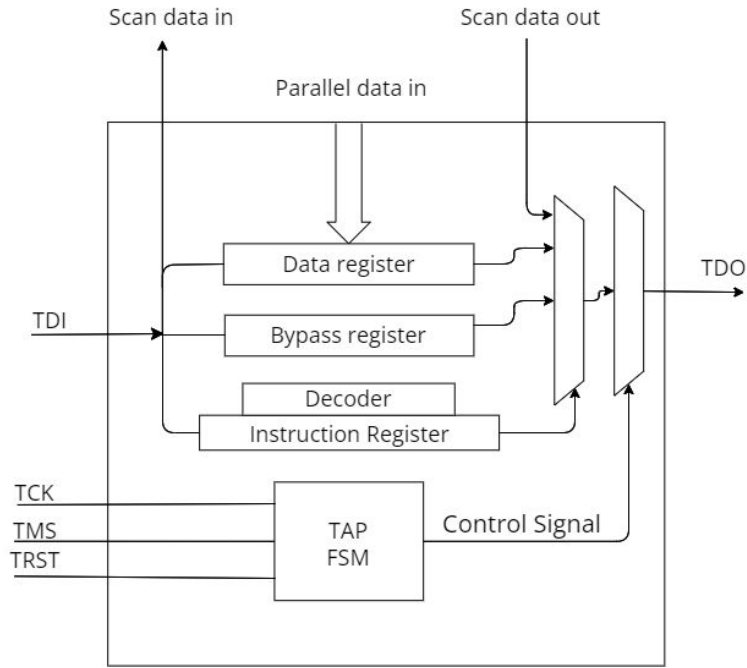 Scan data in
Scan data out
Parallel data in
Data register
TDO
TDI
Bypass register
Decoder
Instruction Register
TCK
TMS
TRST
TAP
FSM
Control Signal